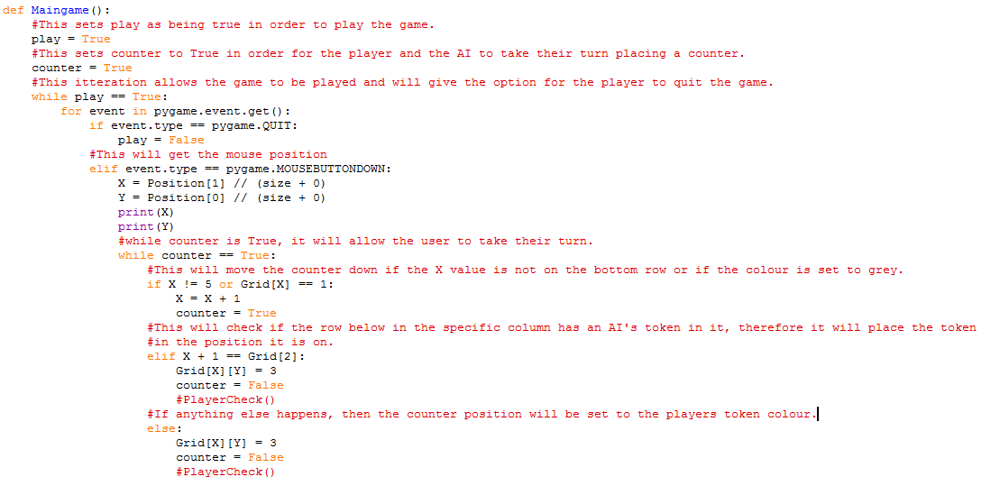 def Maingame():
    #This sets play as being true in order to play the game.
    play = True
    #This sets counter to True in order for the player and the AI to take their turn placing a counter.
    counter = True
    #This itteration allows the game to be played and will give the option for the player to quit the game.
    while play == True:
        for event in pygame.event.get():
            if event.type == pygame.QUIT:
                play = False
            #This will get the mouse position
            elif event.type == pygame.MOUSEBUTTONDOWN:
                X = Position[1] // (size + 0)
                Y = Position[0] // (size + 0)
                print(X)
                print(Y)
                #while counter is True, it will allow the user to take their turn.
                while counter == True:
                    #This will move the counter down if the X value is not on the bottom row or if the colour is set to grey.
                    if X != 5 or Grid[X] == 1:
                        X = X + 1
                        counter = True
                    #This will check if the row below in the specific column has an AI's token in it, therefore it will place the token
                    #in the position it is on.
                    elif X + 1 == Grid[2]:
                        Grid[X][Y] = 3
                        counter = False
                        #PlayerCheck()
                    #If anything else happens, then the counter position will be set to the players token colour.
                    else:
                        Grid[X][Y] = 3
                        counter = False
                        #PlayerCheck()